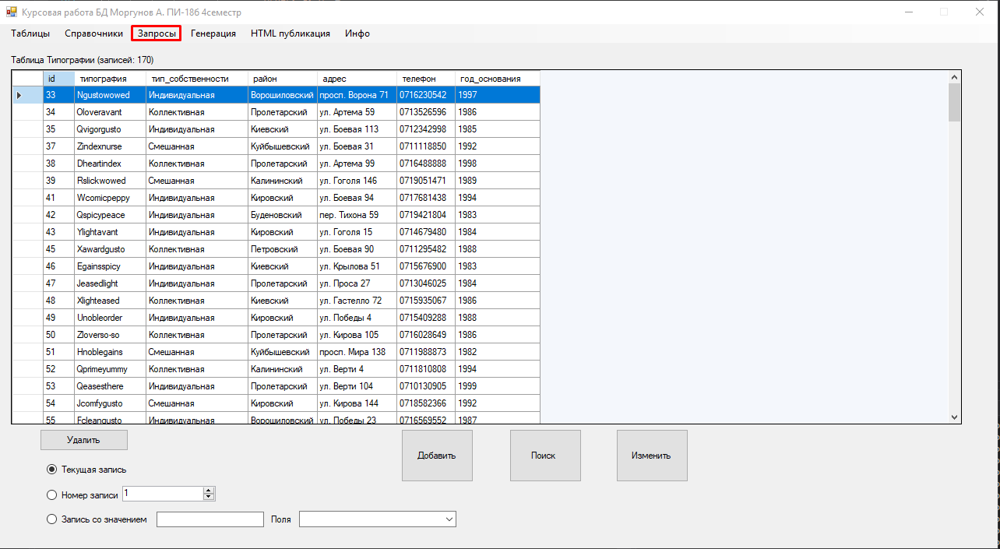 Курсовая работа БД Моргунов А. ПИ-18б 4семестр
Таблицы Справочники Запросы Генерация HTML публикация Инфо
Таблица Типографии (записей: 170)
id типография тип_собственности район адрес телефон год_основания
33 Ngustowowed Индивидуальная Ворошиловский просп. Ворона 71 0716230542 1997
34 Oloveravant Коллективная Пролетарский ул. Артема 59 0713526596 1986
35 Qvigorgusto Индивидуальная Киевский ул. Боевая 113 0712342998 1985
37 Zindexnurse Смешанная Куйбышевский ул. Боевая 31 0711118850 1992
38 Dheartindex Коллективная Пролетарский ул. Артема 99 0716488888 1998
39 Rslickwowed Смешанная Калининский ул. Гоголя 146 0719051471 1989
41 Wcomicpeppy Индивидуальная Кировский ул. Боевая 94 0717681438 1994
42 Qspicypeace Индивидуальная Буденовский пер. Тихона 59 0719421804 1983
43 Ylightavant Индивидуальная Кировский ул. Гоголя 15 0714679480 1984
45 Xawardgusto Коллективная Петровский ул. Боевая 90 0711295482 1988
46 Egainsspicy Индивидуальная Киевский ул. Крылова 51 0715676900 1983
47 Jeasedlight Индивидуальная Пролетарский ул. Проса 27 0713046025 1984
48 Xlighteased Коллективная Киевский ул. Гастелло 72 0715935067 1986
49 Unobleorder Индивидуальная Кировский ул. Победы 4 0715409288 1988
50 Zloverso-so Коллективная Пролетарский ул. Кирова 105 0716028649 1986
51 Hnoblegains Смешанная Куйбышевский просп. Мира 138 0711988873 1982
52 Qprimeyummy Коллективная Калининский ул. Верти 4 0711810808 1994
53 Qeasesthere Индивидуальная Пролетарский ул. Верти 104 0710130905 1999
54 Jcomfygusto Смешанная Кировский ул. Кирова 144 0718582366 1992
55 Fcleangusto Индивидуальная Ворошиловский ул. Победы 23 0716569552 1987
Удалить Добавить Поиск Изменить
Текущая запись
Номер записи 1
Запись со значением Поля